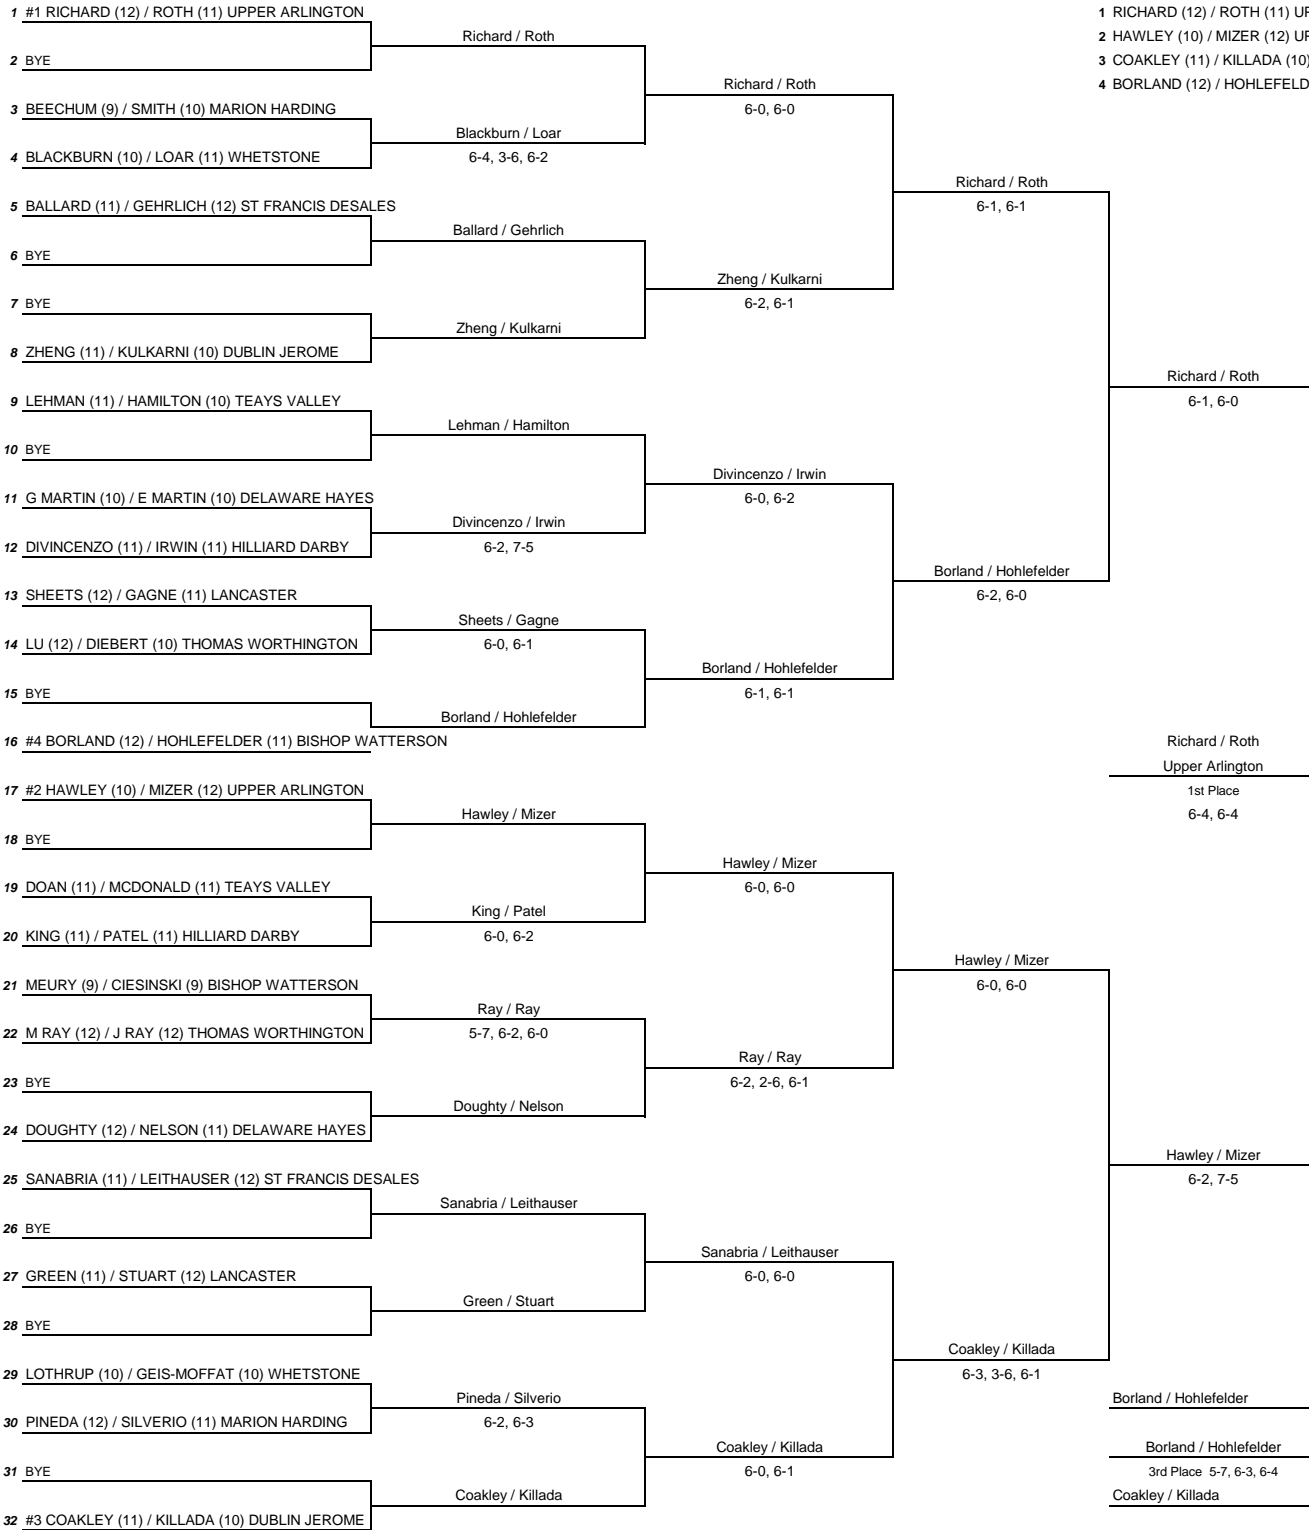 1 #1 RICHARD (12) / ROTH (11) UPPER ARLINGTON
2 BYE
3 BEECHUM (9) / SMITH (10) MARION HARDING
4 BLACKBURN (10) / LOAR (11) WHETSTONE
5 BALLARD (11) / GEHRLICH (12) ST FRANCIS DESALES
6 BYE
7 BYE
8 ZHENG (11) / KULKARNI (10) DUBLIN JEROME
9 LEHMAN (11) / HAMILTON (10) TEAYS VALLEY
10 BYE
11 G MARTIN (10) / E MARTIN (10) DELAWARE HAYES
12 DIVINCENZO (11) / IRWIN (11) HILLIARD DARBY
13 SHEETS (12) / GAGNE (11) LANCASTER
14 LU (12) / DIEBERT (10) THOMAS WORTHINGTON
15 BYE
16 #4 BORLAND (12) / HOHLEFELDER (11) BISHOP WATTERSON
17 #2 HAWLEY (10) / MIZER (12) UPPER ARLINGTON
18 BYE
19 DOAN (11) / MCDONALD (11) TEAYS VALLEY
20 KING (11) / PATEL (11) HILLIARD DARBY
21 MEURY (9) / CIESINSKI (9) BISHOP WATTERSON
22 M RAY (12) / J RAY (12) THOMAS WORTHINGTON
23 BYE
24 DOUGHTY (12) / NELSON (11) DELAWARE HAYES
25 SANABRIA (11) / LEITHAUSER (12) ST FRANCIS DESALES
26 BYE
27 GREEN (11) / STUART (12) LANCASTER
28 BYE
29 LOTHRUP (10) / GEIS-MOFFAT (10) WHETSTONE
30 PINEDA (12) / SILVERIO (11) MARION HARDING
31 BYE
32 #3 COAKLEY (11) / KILLADA (10) DUBLIN JEROME
Richard / Roth
Blackburn / Loar
6-4, 3-6, 6-2
Ballard / Gehrlich
Zheng / Kulkarni
Lehman / Hamilton
Divincenzo / Irwin
6-2, 7-5
Sheets / Gagne
6-0, 6-1
Borland / Hohlefelder
Hawley / Mizer
King / Patel
6-0, 6-2
Ray / Ray
5-7, 6-2, 6-0
Doughty / Nelson
Sanabria / Leithauser
Green / Stuart
Pineda / Silverio
6-2, 6-3
Coakley / Killada
Richard / Roth
6-0, 6-0
Zheng / Kulkarni
6-2, 6-1
Divincenzo / Irwin
6-0, 6-2
Borland / Hohlefelder
6-1, 6-1
Hawley / Mizer
6-0, 6-0
Ray / Ray
6-2, 2-6, 6-1
Sanabria / Leithauser
6-0, 6-0
Coakley / Killada
6-0, 6-1
Richard / Roth
6-1, 6-1
Borland / Hohlefelder
6-2, 6-0
Hawley / Mizer
6-0, 6-0
Coakley / Killada
6-3, 3-6, 6-1
1 RICHARD (12) / ROTH (11)
2 HAWLEY (10) / MIZER (12)
3 COAKLEY (11) / KILLADA (10)
4 BORLAND (12) / HOHLEFELD
Richard / Roth
6-1, 6-0
Richard / Roth
Upper Arlington
1st Place
6-4, 6-4
Hawley / Mizer
6-2, 7-5
Borland / Hohlefelder
Borland / Hohlefelder
3rd Place 5-7, 6-3, 6-4
Coakley / Killada